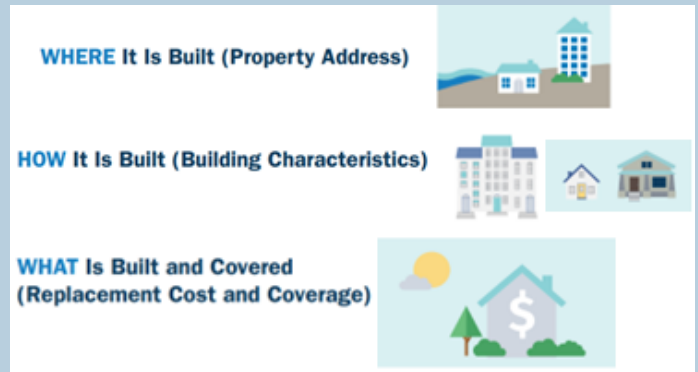 WHERE It Is Built (Property Address)
HOW It Is Built (Building Characteristics)
WHAT Is Built and Covered
(Replacement Cost and Coverage)
$